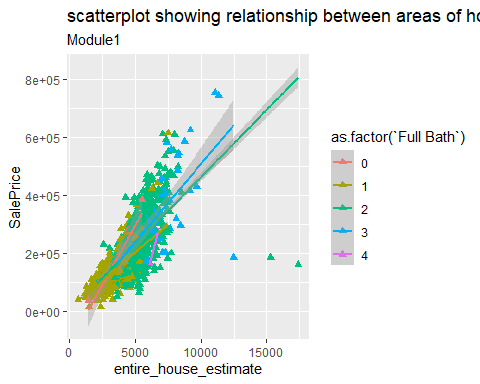 scatterplot showing relationship between areas of ho
Module1
8e+05
6e+05
4e+05
2e+05
0e+00
SalePrice
0
5000
10000
15000
entire_house_estimate
as.factor(`Full Bath`)
0
1
2
3
4